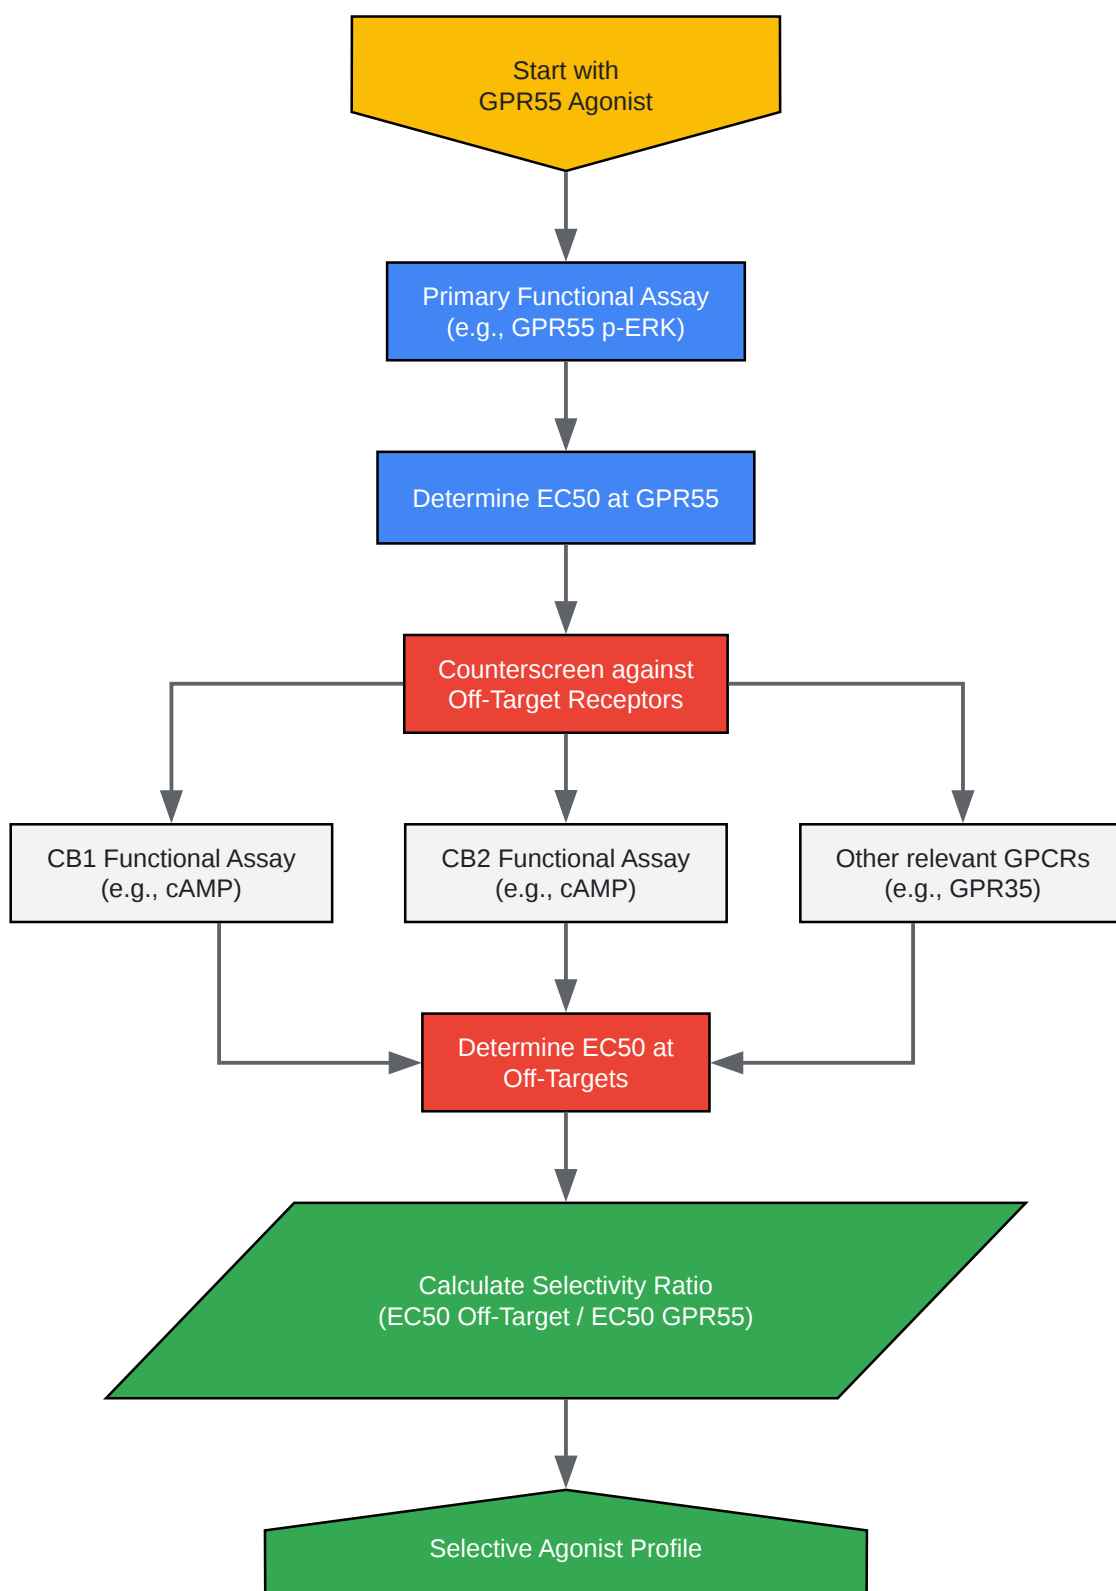 Start with
GPR55 Agonist
Primary Functional Assay
(e.g., GPR55 p-ERK)
Determine EC50 at GPR55
Counterscreen against
Off-Target Receptors
CB1 Functional Assay
(e.g., cAMP)
CB2 Functional Assay
(e.g., cAMP)
Other relevant GPCRs
(e.g., GPR35)
Determine EC50 at
Off-Targets
Calculate Selectivity Ratio
(EC50 Off-Target / EC50 GPR55)
Selective Agonist Profile